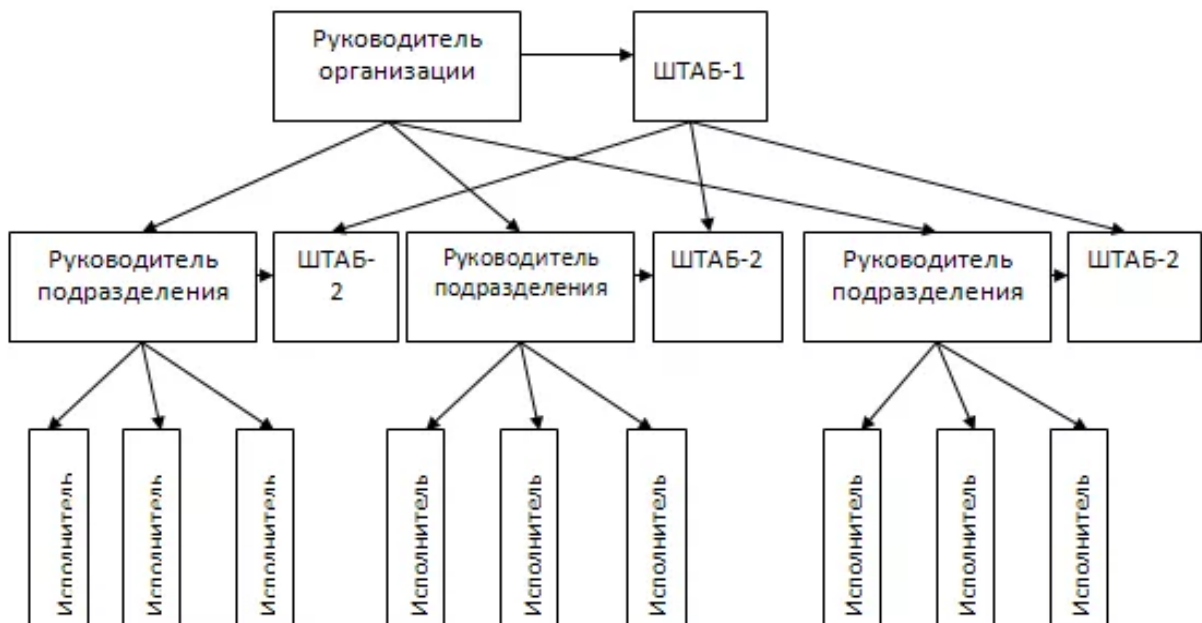 Руководитель
организации
ШТАБ-1
Руководитель
подразделения
ШТАБ-
2
Руководитель
подразделения
ШТАБ-2
Руководитель
подразделения
ШТАБ-2
Исполнитель
Исполнитель
Исполнитель
Исполнитель
Исполнитель
Исполнитель
Исполнитель
Исполнитель
Исполнитель